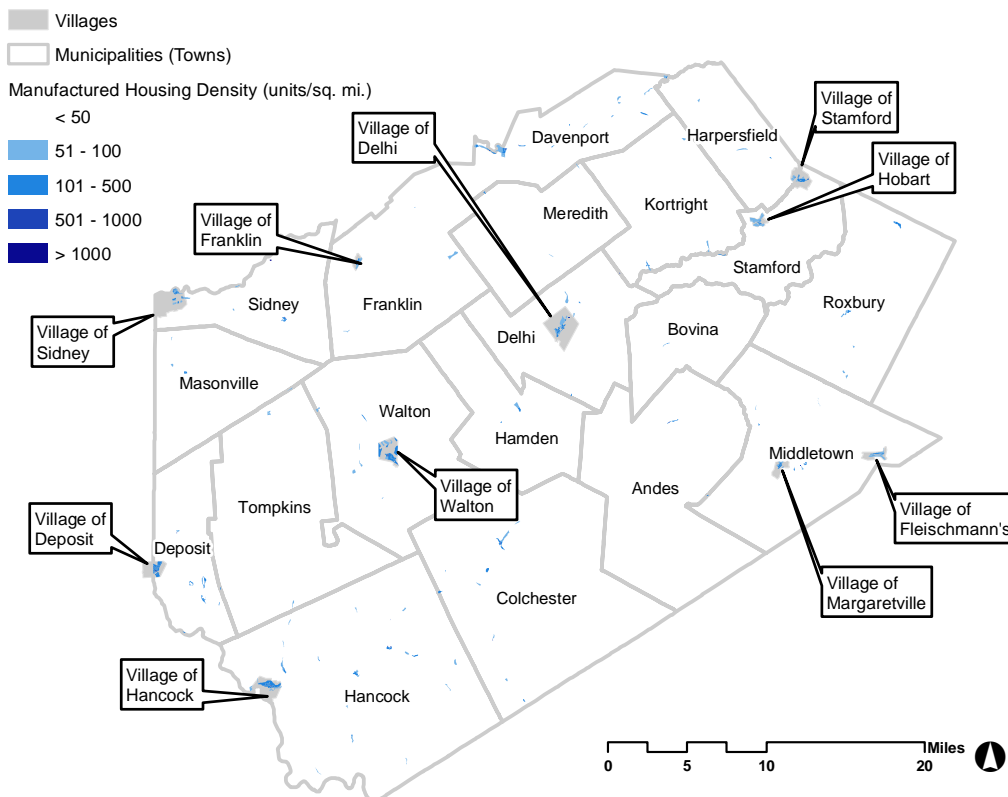 Villages
Municipalities (Towns)
Manufactured Housing Density (units/sq. mi.)
< 50
51 - 100
101 - 500
501 - 1000
> 1000
Village of
Stamford
Village of
Delhi
Davenport
Harpersfield
Village of
Hobart
Village of
Franklin
Meredith
Kortright
Stamford
Sidney
Franklin
Roxbury
Village of
Sidney
Delhi
Bovina
Masonville
Walton
Hamden
Middletown
Village of
Walton
Andes
Tompkins
Village of
Fleischmann's
Village of
Deposit
Deposit
Village of
Margaretville
Colchester
Village of
Hancock
Hancock
Miles
0 5 10 20